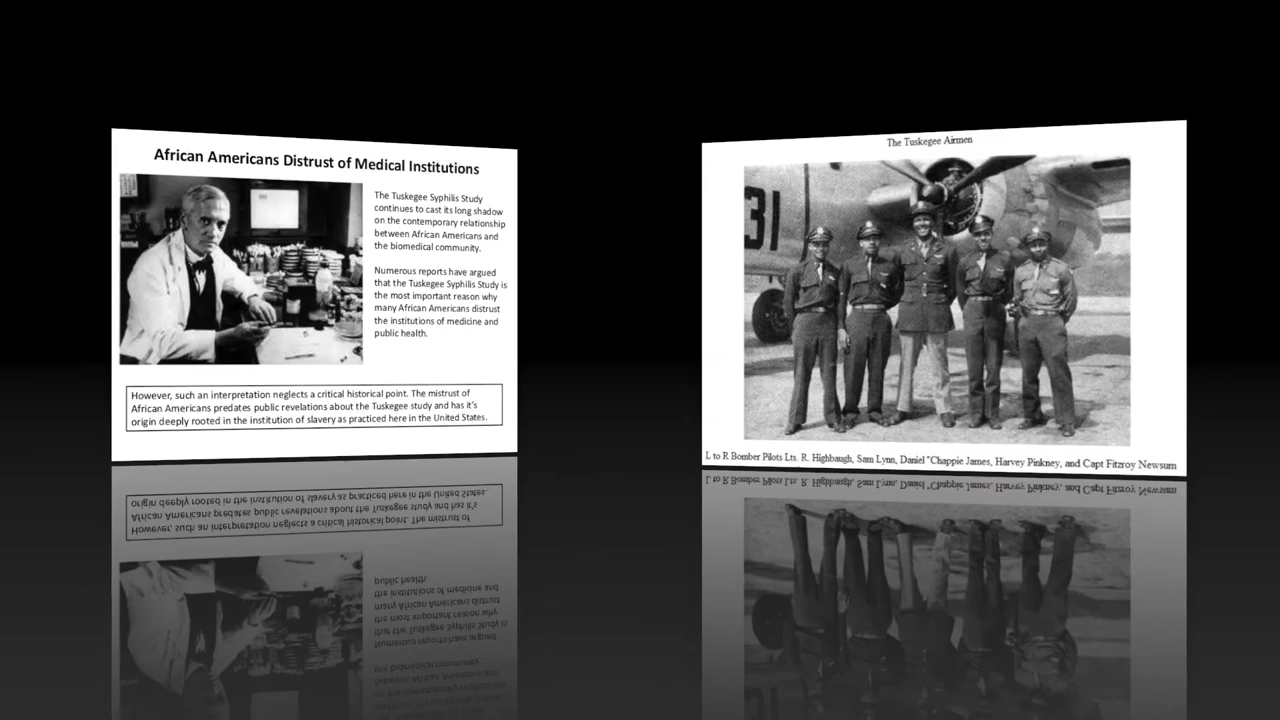 African Americans Distrust of Medical Institutions
The Tuskegee Syphilis Study
continues to cast its long shadow
on the contemporary relationship
between African Americans and
the biomedical community.
Numerous reports have argued
that the Tuskegee Syphilis Study is
the most important reason why
many African Americans distrust
the institutions of medicine and
public health.
However, such an interpretation neglects a critical historical point. The mistrust of
African Americans predates public revelations about the Tuskegee study and has it's
origin deeply rooted in the institution of slavery as practiced here in the United States.
The Tuskegee Airmen
31
L to R Bomber Pilots Lts. R. Highbaugh, Sam Lynn, Daniel "Chappie James, Harvey Pinkney, and Capt Fitzroy Newsum